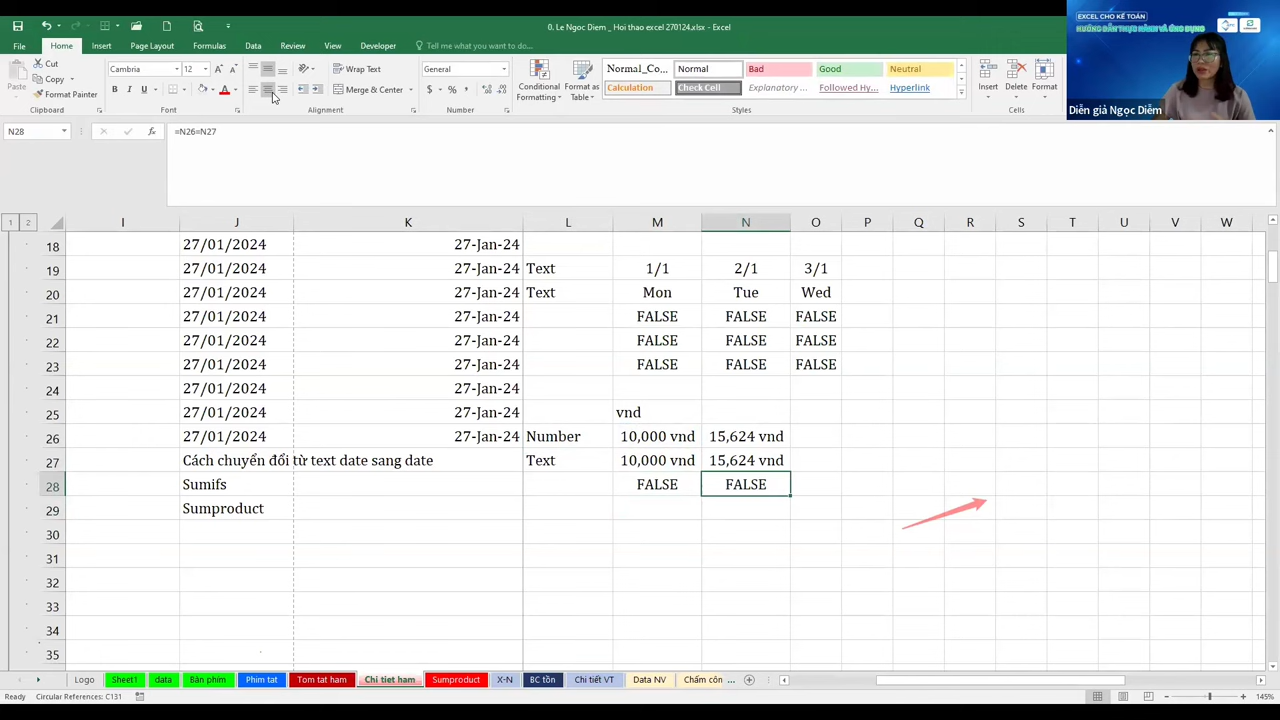 0. Le Ngoc Diem _ Hoi thao excel 270124.xlsx - Excel
EXCEL CHO KẾ TOÁN
HƯỚNG DẪN THỰC HÀNH VÀ ỨNG DỤNG
File Home Insert Page Layout Formulas Data Review View Developer Tell me what you want to do...
Cut
Copy
Format Painter
Paste
Clipboard
Cambria 12
B I U
Font
Wrap Text
Merge & Center
Alignment
General
$ % ,
Number
Conditional Formatting
Format as Table
Normal_Co... Normal Bad Good Neutral
Calculation Check Cell Explanatory ... Followed Hy... Hyperlink
Styles
Insert Delete Format
Cells
Diễn giả Ngọc Diễm
N28 fx =N26=N27
1 2 I J K L M N O P Q R S T U V W
18 27/01/2024 27-Jan-24
19 27/01/2024 27-Jan-24 Text 1/1 2/1 3/1
20 27/01/2024 27-Jan-24 Text Mon Tue Wed
21 27/01/2024 27-Jan-24 FALSE FALSE FALSE
22 27/01/2024 27-Jan-24 FALSE FALSE FALSE
23 27/01/2024 27-Jan-24 FALSE FALSE FALSE
24 27/01/2024 27-Jan-24
25 27/01/2024 27-Jan-24 vnd
26 27/01/2024 27-Jan-24 Number 10,000 vnd 15,624 vnd
27 Cách chuyển đổi từ text date sang date Text 10,000 vnd 15,624 vnd
28 Sumifs FALSE FALSE
29 Sumproduct
30
31
32
33
34
35
Logo Sheet1 data Bàn phím Phim tat Tom tat ham Chi tiet ham Sumproduct X-N BC tồn Chi tiết VT Data NV Chấm côn ...
Ready Circular References: C131 145%